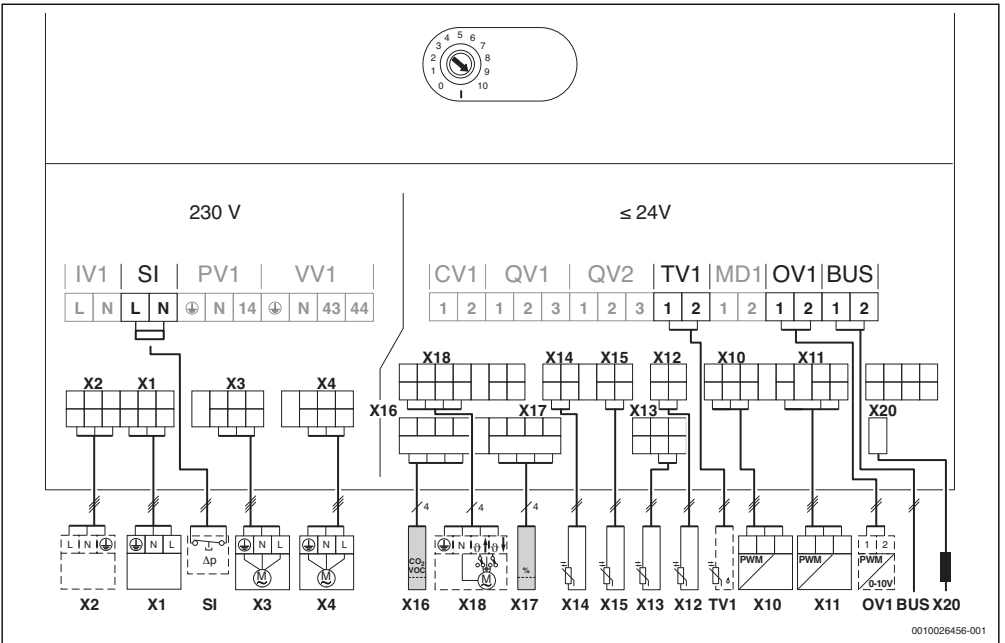 4 5 6
3 7
2 8
1 9
0 10
I
230 V ≤ 24V
IV1 SI PV1 VV1 CV1 QV1 QV2 TV1 MD1 OV1 BUS
L N L N N 14 N 43 44 1 2 1 2 3 1 2 3 1 2 1 2 1 2 1 2
X18 X14 X15 X12 X10 X11
X2 X1 X3 X4
X16 X17 X13 X20
4 4 4
L N N L N L N L N ϑ ϑ 1 2
Δp CO2 VOC % PWM PWM PWM
M M M 0-10V
X2 X1 SI X3 X4 X16 X18 X17 X14 X15 X13 X12 TV1 X10 X11 OV1 BUS X20
0010026456-001